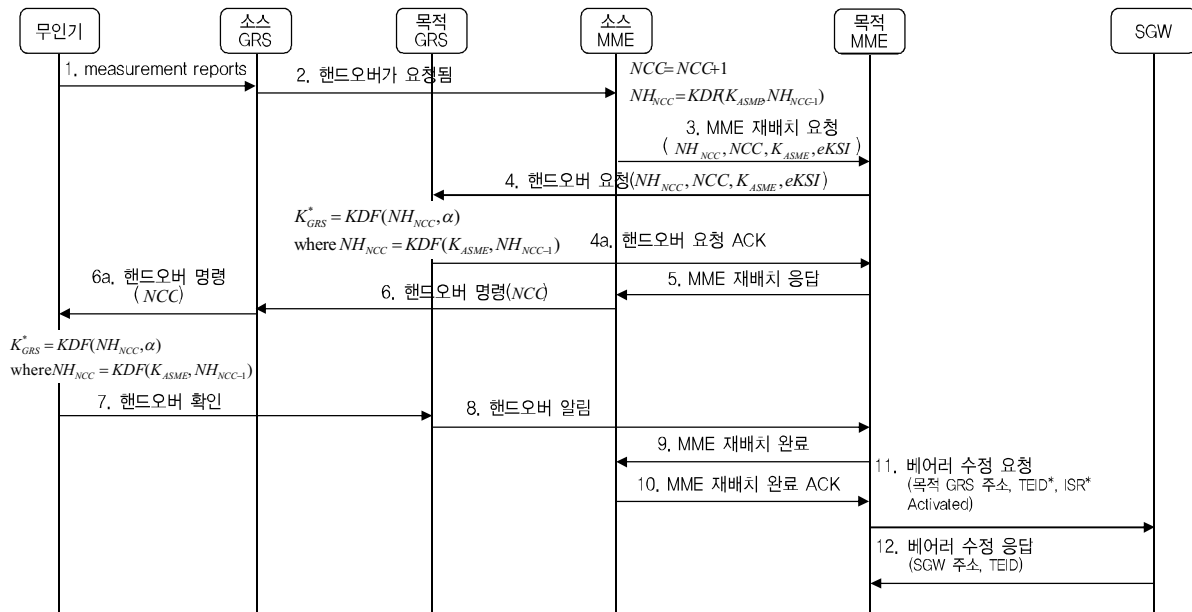 무인기
소스
GRS
목적
GRS
소스
MME
목적
MME
SGW
1. measurement reports
2. 핸드오버가 요청됨
NCC=NCC+1
NH_NCC=KDF(K_ASME,NH_NCC-1)
3. MME 재배치 요청
( NH_NCC, NCC, K_ASME, eKSI )
4. 핸드오버 요청(NH_NCC, NCC, K_ASME, eKSI)
K*_GRS = KDF(NH_NCC,α)
where NH_NCC = KDF(K_ASME, NH_NCC-1)
4a. 핸드오버 요청 ACK
5. MME 재배치 응답
6. 핸드오버 명령(NCC)
6a. 핸드오버 명령
(NCC)
K*_GRS = KDF(NH_NCC,α)
whereNH_NCC = KDF(K_ASME, NH_NCC-1)
7. 핸드오버 확인
8. 핸드오버 알림
9. MME 재배치 완료
10. MME 재배치 완료 ACK
11. 베어러 수정 요청
(목적 GRS 주소, TEID*, ISR*
Activated)
12. 베어러 수정 응답
(SGW 주소, TEID)